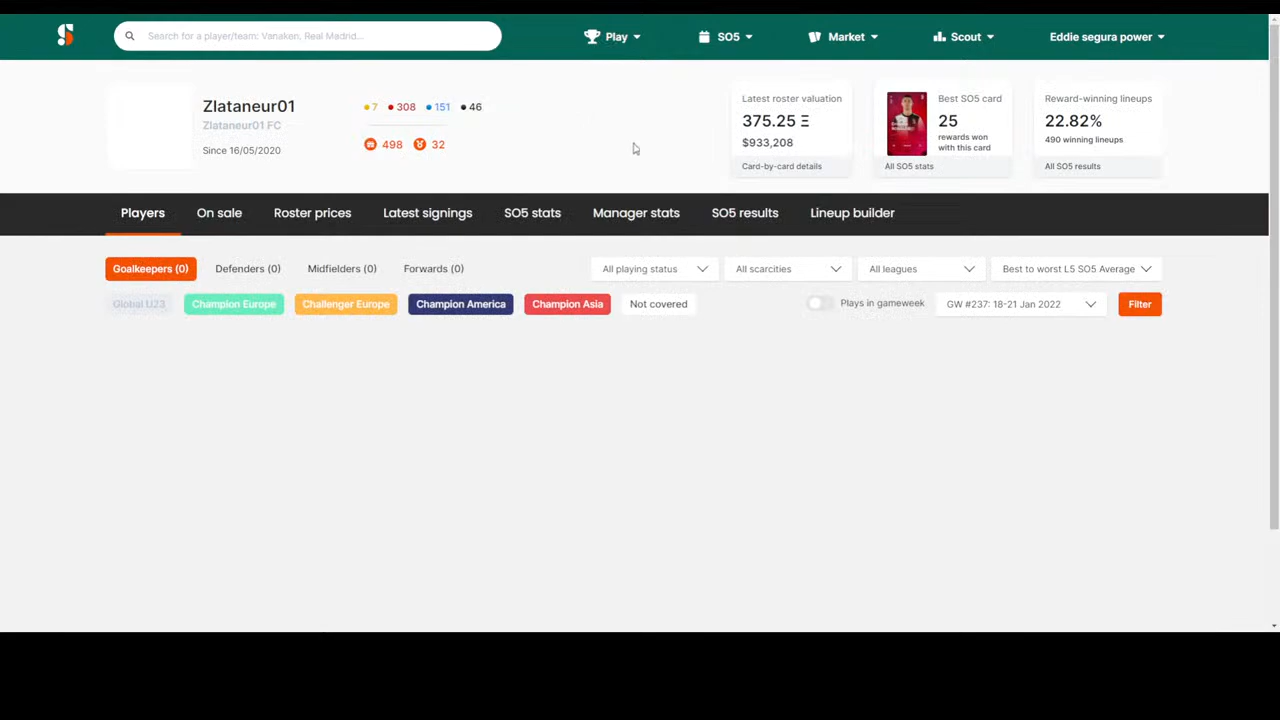 Search for a player/team: Vanaken, Real Madrid...
Play
SO5
Market
Scout
Eddie segura power
Zlataneur01
Zlataneur01 FC
Since 16/05/2020
7 308 151 46
498 32
Latest roster valuation
375.25 Ξ
$933,208
Card-by-card details
Best SO5 card
25
rewards won
with this card
All SO5 stats
Reward-winning lineups
22.82%
490 winning lineups
All SO5 results
Players
On sale
Roster prices
Latest signings
SO5 stats
Manager stats
SO5 results
Lineup builder
Goalkeepers (0)
Defenders (0)
Midfielders (0)
Forwards (0)
All playing status
All scarcities
All leagues
Best to worst L5 SO5 Average
Global U23
Champion Europe
Challenger Europe
Champion America
Champion Asia
Not covered
Plays in gameweek
GW #237: 18-21 Jan 2022
Filter